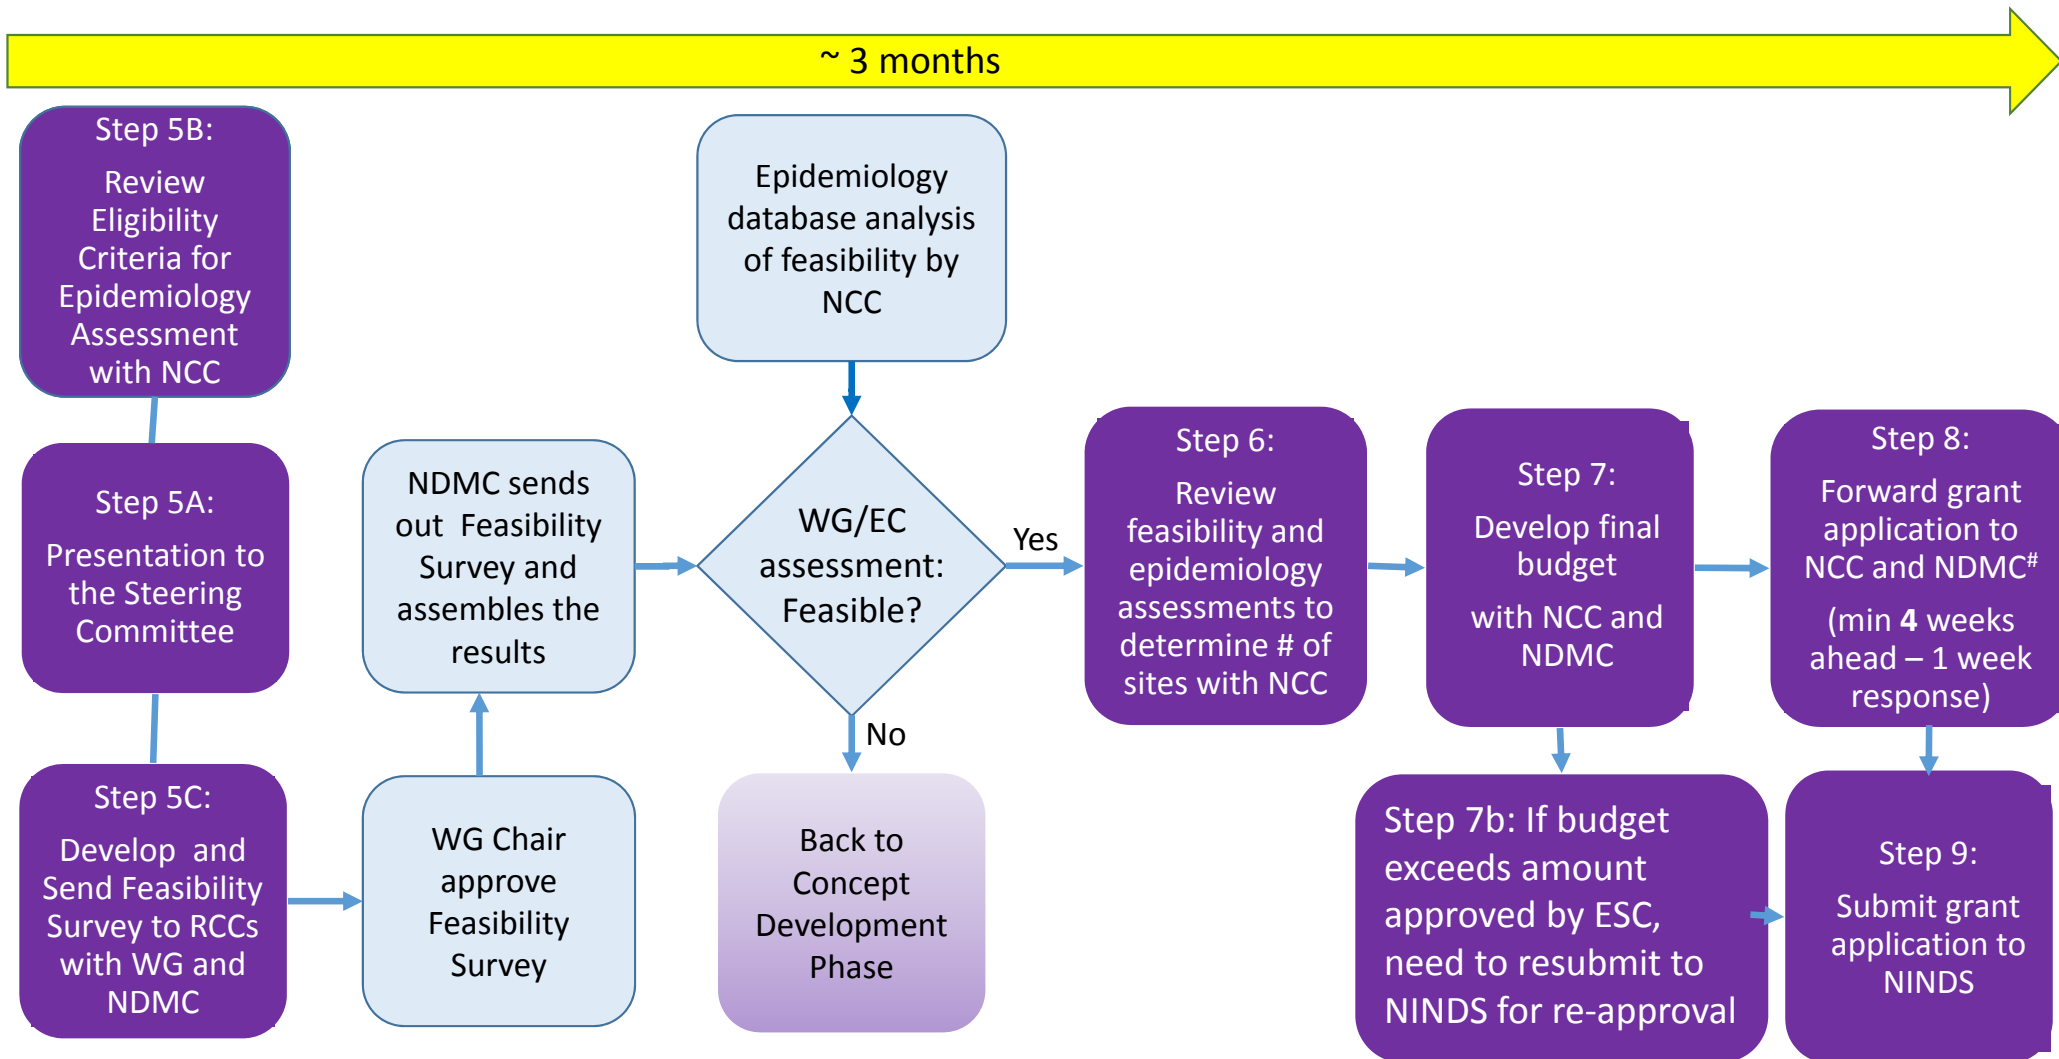 ~ 3 months
Step 5B:
Review
Eligibility
Criteria for
Epidemiology
Assessment
with NCC
Step 5A:
Presentation to
the Steering
Committee
Step 5C:
Develop and
Send Feasibility
Survey to RCCs
with WG and
NDMC
WG Chair
approve
Feasibility
Survey
NDMC sends
out Feasibility
Survey and
assembles the
results
Epidemiology
database analysis
of feasibility by
NCC
WG/EC
assessment:
Feasible?
Yes
No
Back to
Concept
Development
Phase
Step 6:
Review
feasibility and
epidemiology
assessments to
determine # of
sites with NCC
Step 7:
Develop final
budget
with NCC and
NDMC
Step 7b: If budget
exceeds amount
approved by ESC,
need to resubmit to
NINDS for re-approval
Step 8:
Forward grant
application to
NCC and NDMC#
(min 4 weeks
ahead – 1 week
response)
Step 9:
Submit grant
application to
NINDS